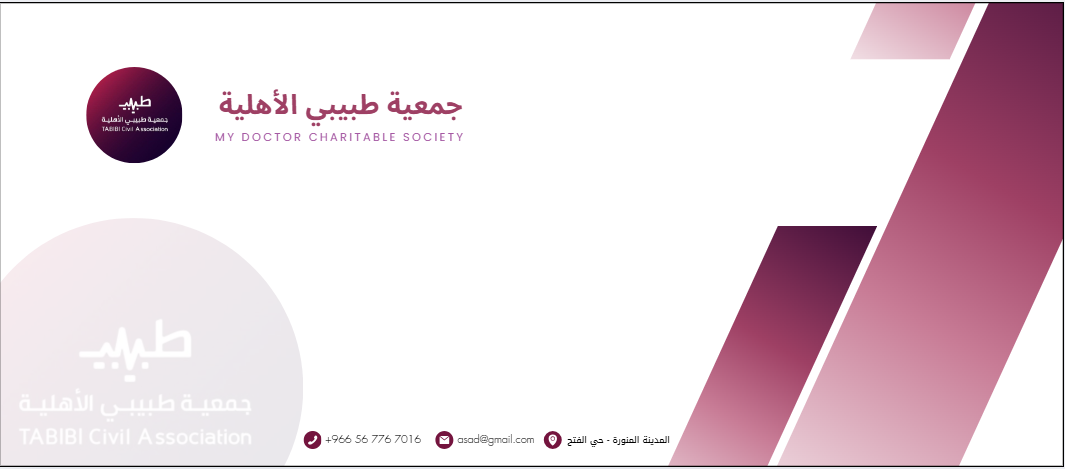 طبيبي
جمعية طبيبي الأهلية
TABIBI Civil Association
جمعية طبيبي الأهلية
MY DOCTOR CHARITABLE SOCIETY
طبيبي
جمعية طبيبي الأهلية
TABIBI Civil Association
+966 56 776 7016
asad@gmail.com
المدينة المنورة - حي الفتح